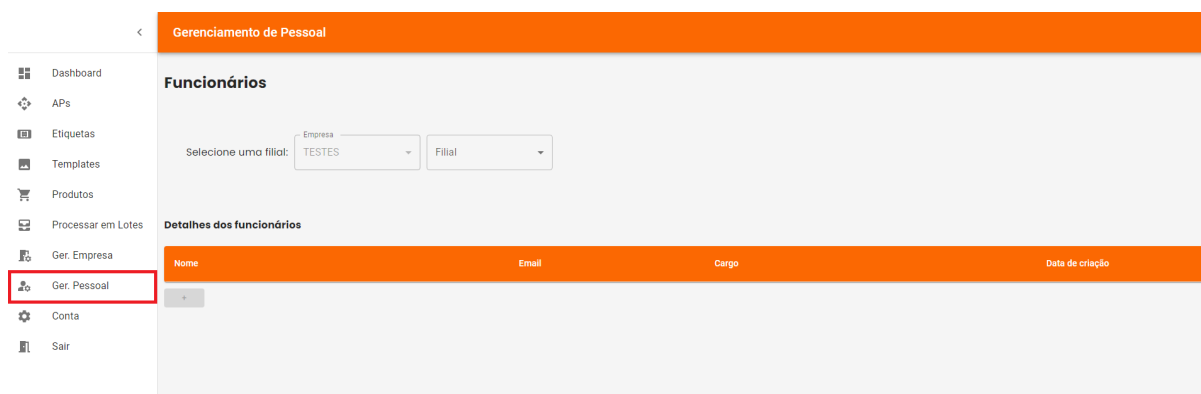 Gerenciamento de Pessoal
Dashboard
APs
Etiquetas
Templates
Produtos
Processar em Lotes
Ger. Empresa
Ger. Pessoal
Conta
Sair
Funcionários
Selecione uma filial:
Empresa
TESTES
Filial
Detalhes dos funcionários
Nome Email Cargo Data de criação
+